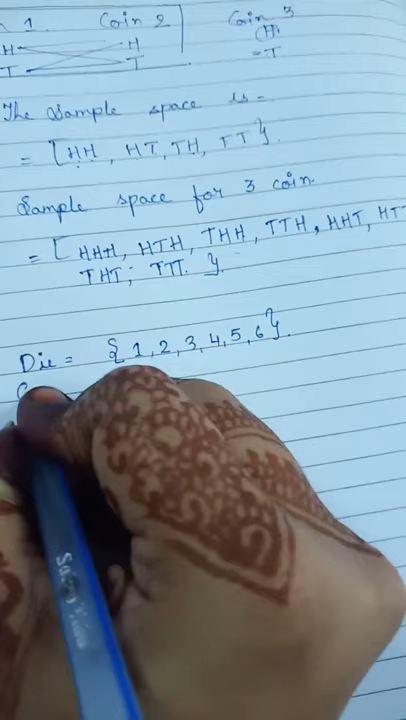 1. Coin 2 Coin 3
H H (H)
T T -T
The Sample space is -
= {HH, HT, TH, TT}.
Sample space for 3 coin.
= { HHH, HTH, THH, TTH, HHT, HTT
THT; TTT. }.
Die = {1, 2, 3, 4, 5, 6}.